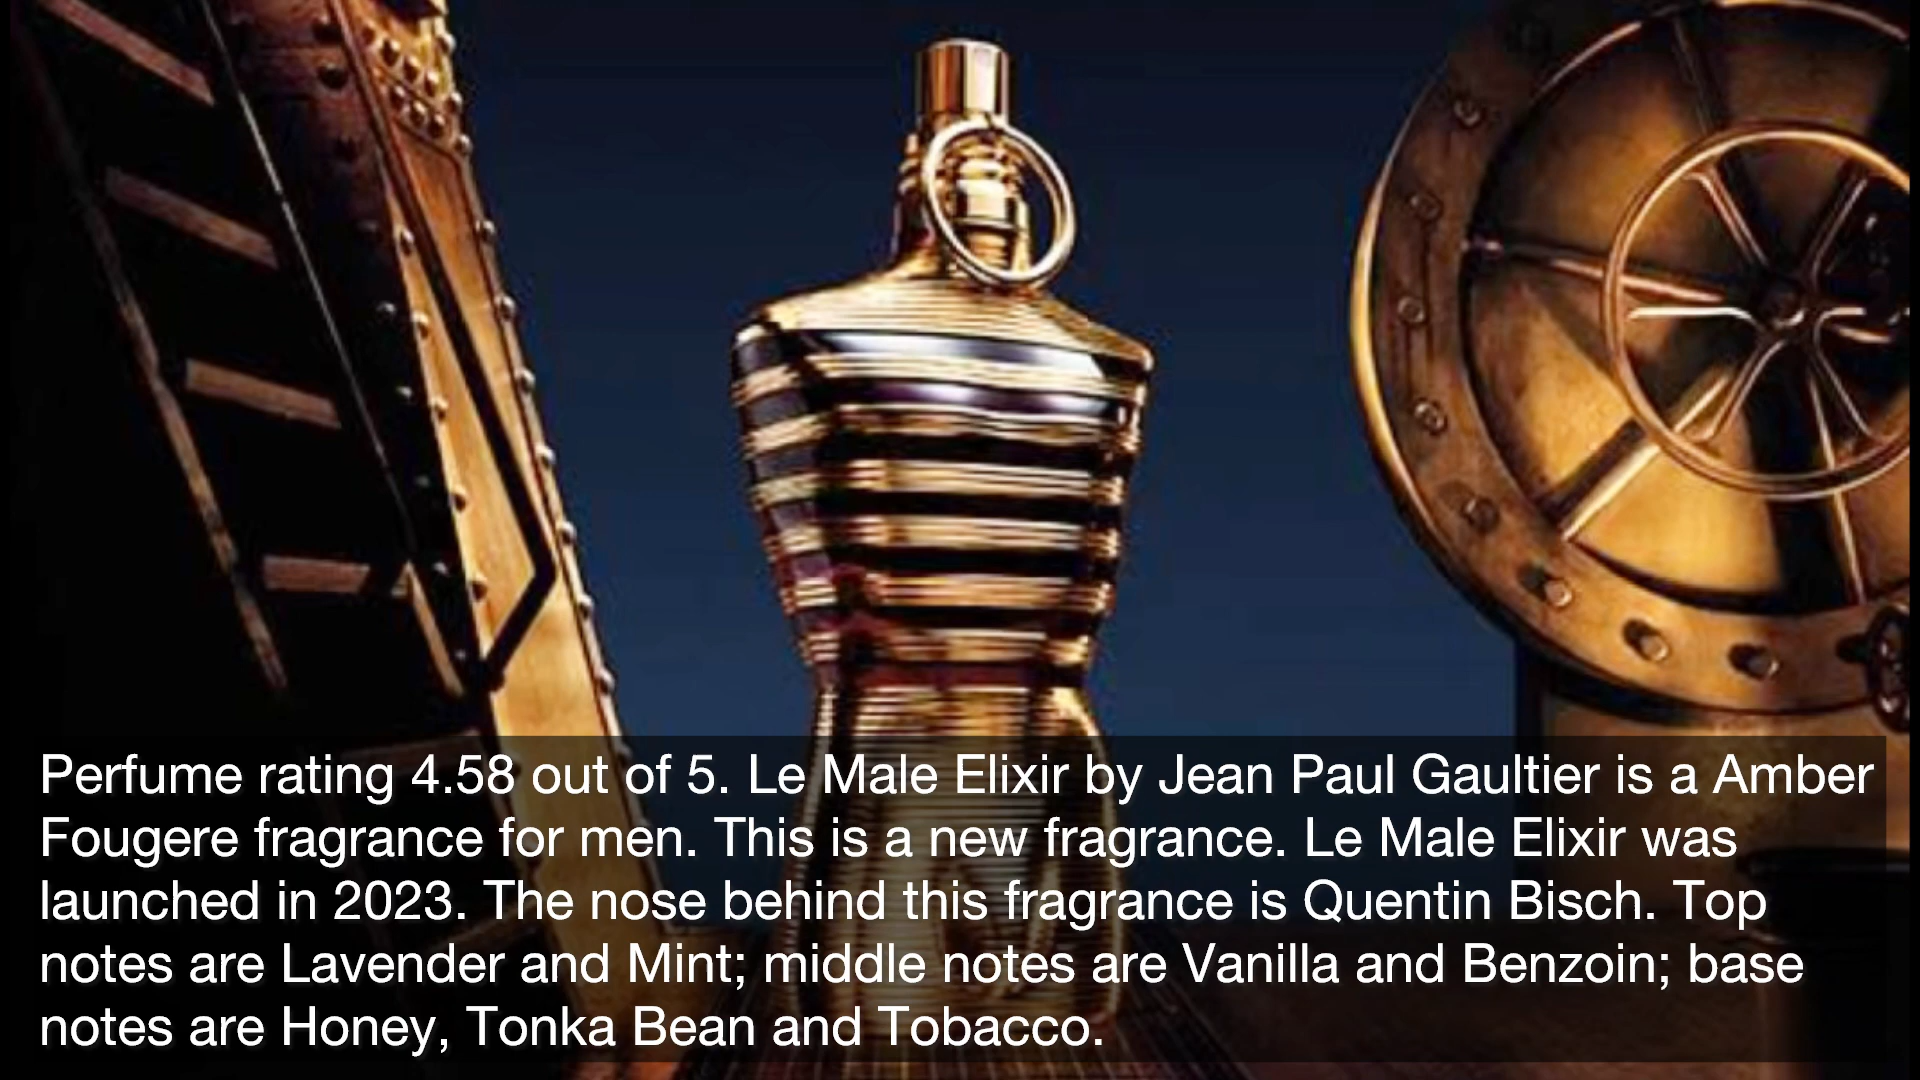 Perfume rating 4.58 out of 5. Le Male Elixir by Jean Paul Gaultier is a Amber
Fougere fragrance for men. This is a new fragrance. Le Male Elixir was
launched in 2023. The nose behind this fragrance is Quentin Bisch. Top
notes are Lavender and Mint; middle notes are Vanilla and Benzoin; base
notes are Honey, Tonka Bean and Tobacco.